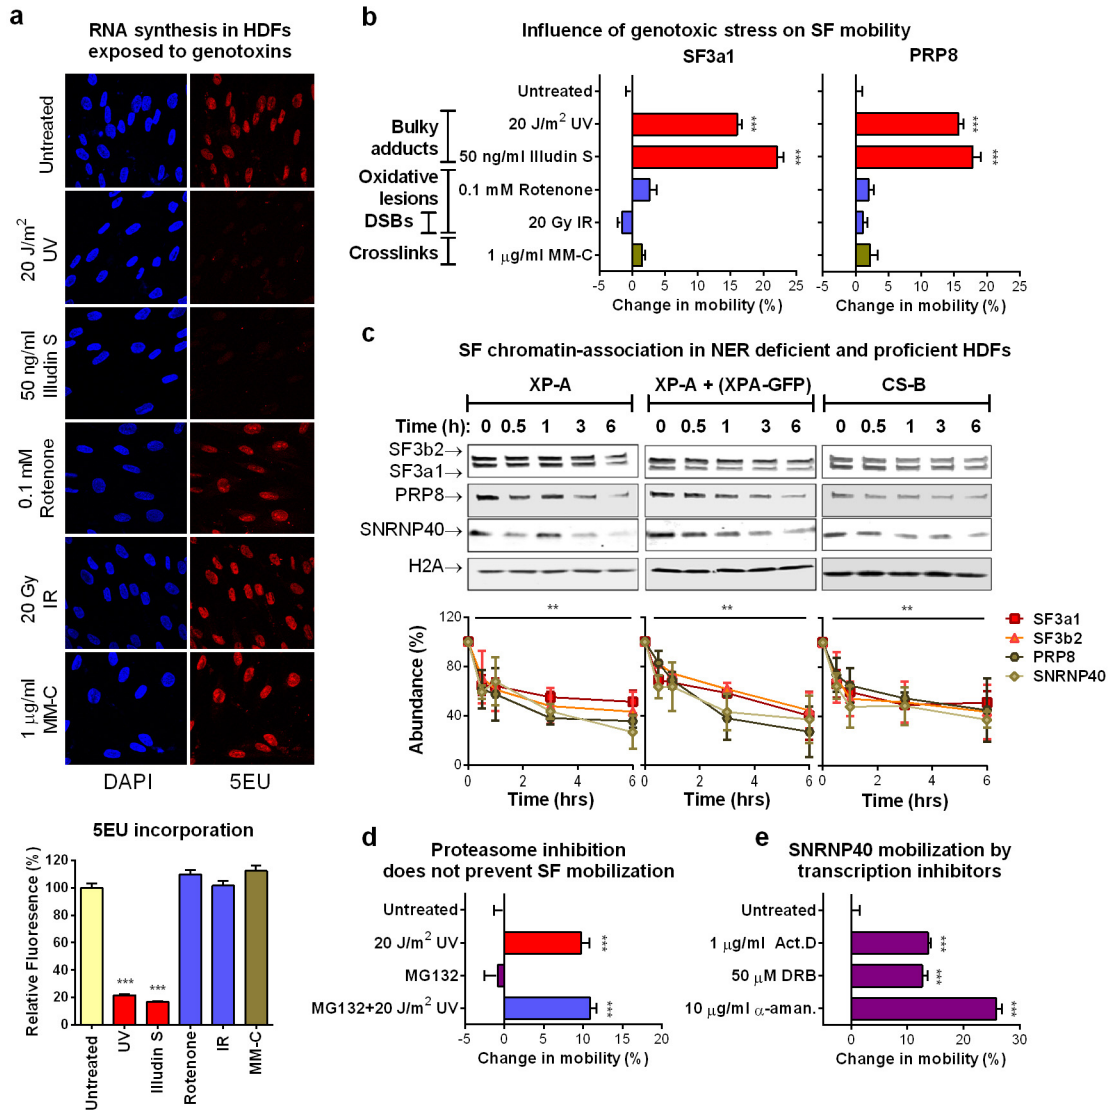 a
RNA synthesis in HDFs
exposed to genotoxins
Untreated
20 J/m2
UV
50 ng/ml
Illudin S
0.1 mM
Rotenone
20 Gy
IR
1 μg/ml
MM-C
DAPI
5EU
5EU incorporation
Relative Fluoresence (%)
120
100
80
60
40
20
0
***
***
Untreated
UV
Illudin S
Rotenone
IR
MM-C
b
Influence of genotoxic stress on SF mobility
SF3a1
PRP8
Bulky
adducts
Oxidative
lesions
DSBs
Crosslinks
Untreated
20 J/m2 UV
50 ng/ml Illudin S
0.1 mM Rotenone
20 Gy IR
1 μg/ml MM-C
***
***
***
***
-5 0 5 10 15 20 25
-5 0 5 10 15 20 25
Change in mobility (%)
Change in mobility (%)
c
SF chromatin-association in NER deficient and proficient HDFs
XP-A
XP-A + (XPA-GFP)
CS-B
Time (h): 0 0.5 1 3 6 0 0.5 1 3 6 0 0.5 1 3 6
SF3b2→
SF3a1→
PRP8→
SNRNP40→
H2A→
Abundance (%)
120
80
40
0
**
**
**
0 2 4 6
0 2 4 6
0 2 4 6
Time (hrs)
Time (hrs)
Time (hrs)
SF3a1
SF3b2
PRP8
SNRNP40
d
Proteasome inhibition
does not prevent SF mobilization
Untreated
20 J/m2 UV
MG132
MG132+20 J/m2 UV
***
***
-5 0 5 10 15 20
Change in mobility (%)
e
SNRNP40 mobilization by
transcription inhibitors
Untreated
1 μg/ml Act.D
50 μM DRB
10 μg/ml α-aman.
***
***
***
0 10 20 30
Change in mobility (%)